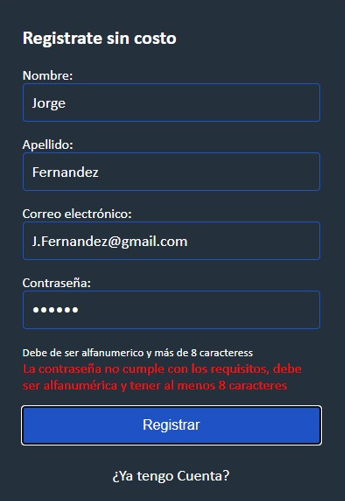 Registrate sin costo
Nombre:
Jorge
Apellido:
Fernandez
Correo electrónico:
J.Fernandez@gmail.com
Contraseña:
••••••
Debe de ser alfanumerico y más de 8 caracteress
La contraseña no cumple con los requisitos, debe
ser alfanumérica y tener al menos 8 caracteres
Registrar
¿Ya tengo Cuenta?